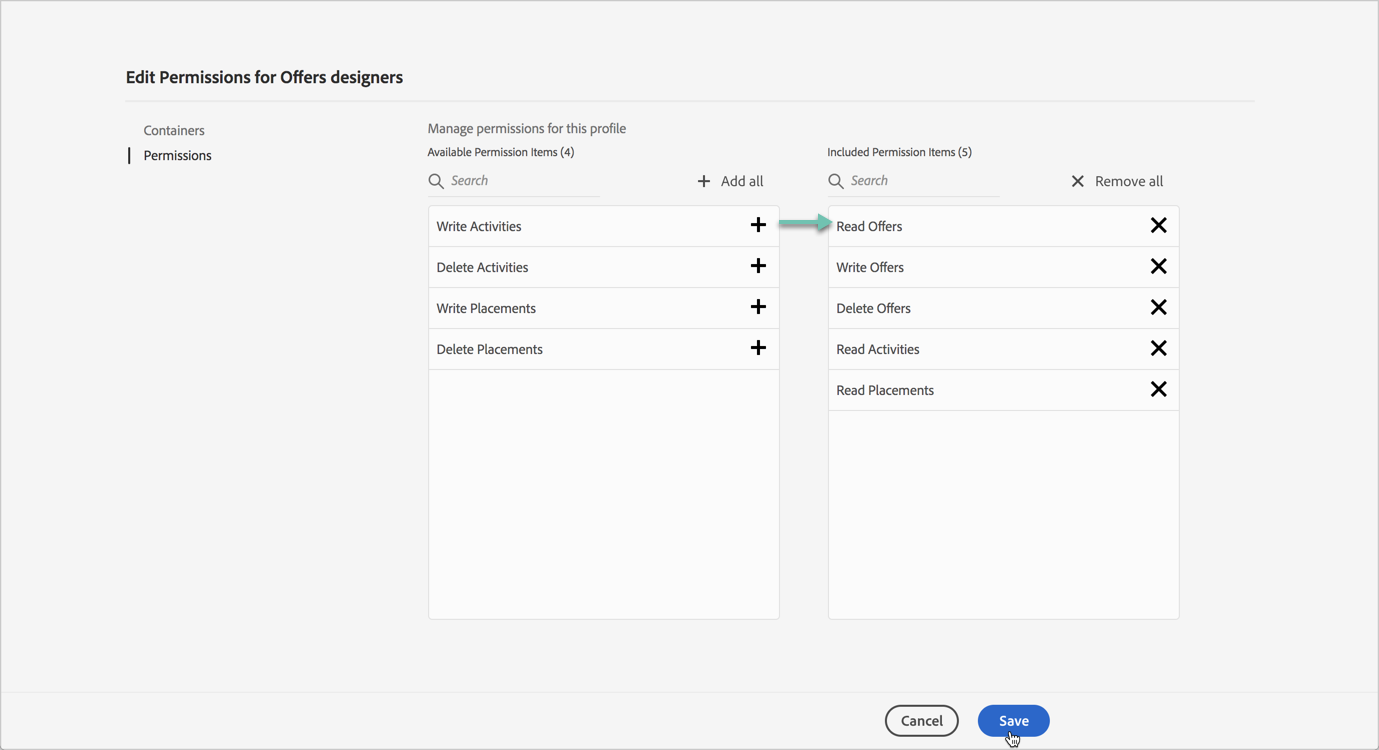 Edit Permissions for Offers designers
Containers
Permissions
Manage permissions for this profile
Available Permission Items (4)
Search
Add all
Write Activities
Delete Activities
Write Placements
Delete Placements
Included Permission Items (5)
Search
Remove all
Read Offers
Write Offers
Delete Offers
Read Activities
Read Placements
Cancel
Save